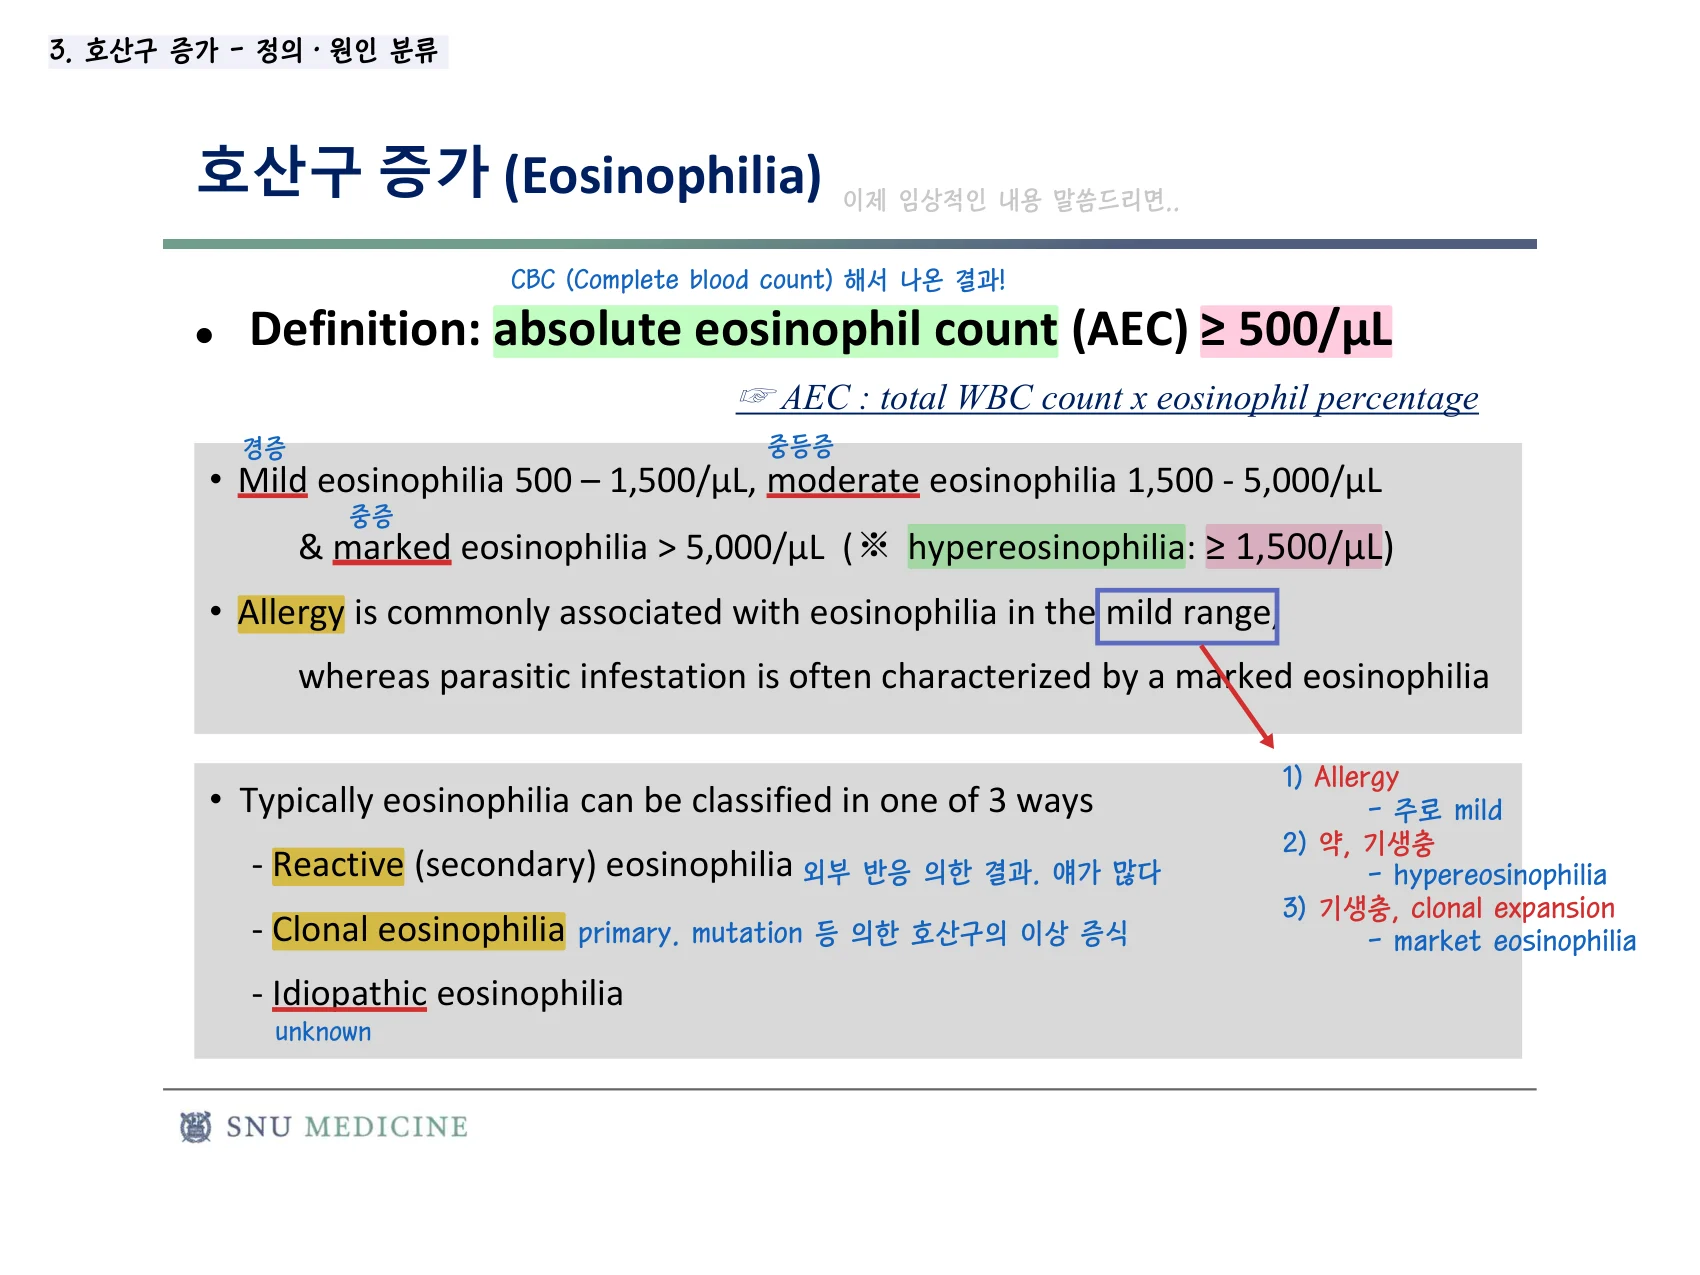 3. 호산구 증가 - 정의 · 원인 분류
호산구 증가 (Eosinophilia) 이제 임상적인 내용 말씀드리면..
CBC (Complete blood count) 해서 나온 결과!
• Definition: absolute eosinophil count (AEC) ≥ 500/μL
☞ AEC : total WBC count x eosinophil percentage
경증 중등증
• Mild eosinophilia 500 – 1,500/μL, moderate eosinophilia 1,500 - 5,000/μL
중증
& marked eosinophilia > 5,000/μL (※ hypereosinophilia: ≥ 1,500/μL)
• Allergy is commonly associated with eosinophilia in the mild range,
whereas parasitic infestation is often characterized by a marked eosinophilia
• Typically eosinophilia can be classified in one of 3 ways
- Reactive (secondary) eosinophilia 외부 반응 의한 결과. 얘가 많다
- Clonal eosinophilia primary. mutation 등 의한 호산구의 이상 증식
- Idiopathic eosinophilia
unknown
1) Allergy
- 주로 mild
2) 약, 기생충
- hypereosinophilia
3) 기생충, clonal expansion
- market eosinophilia
SNU MEDICINE